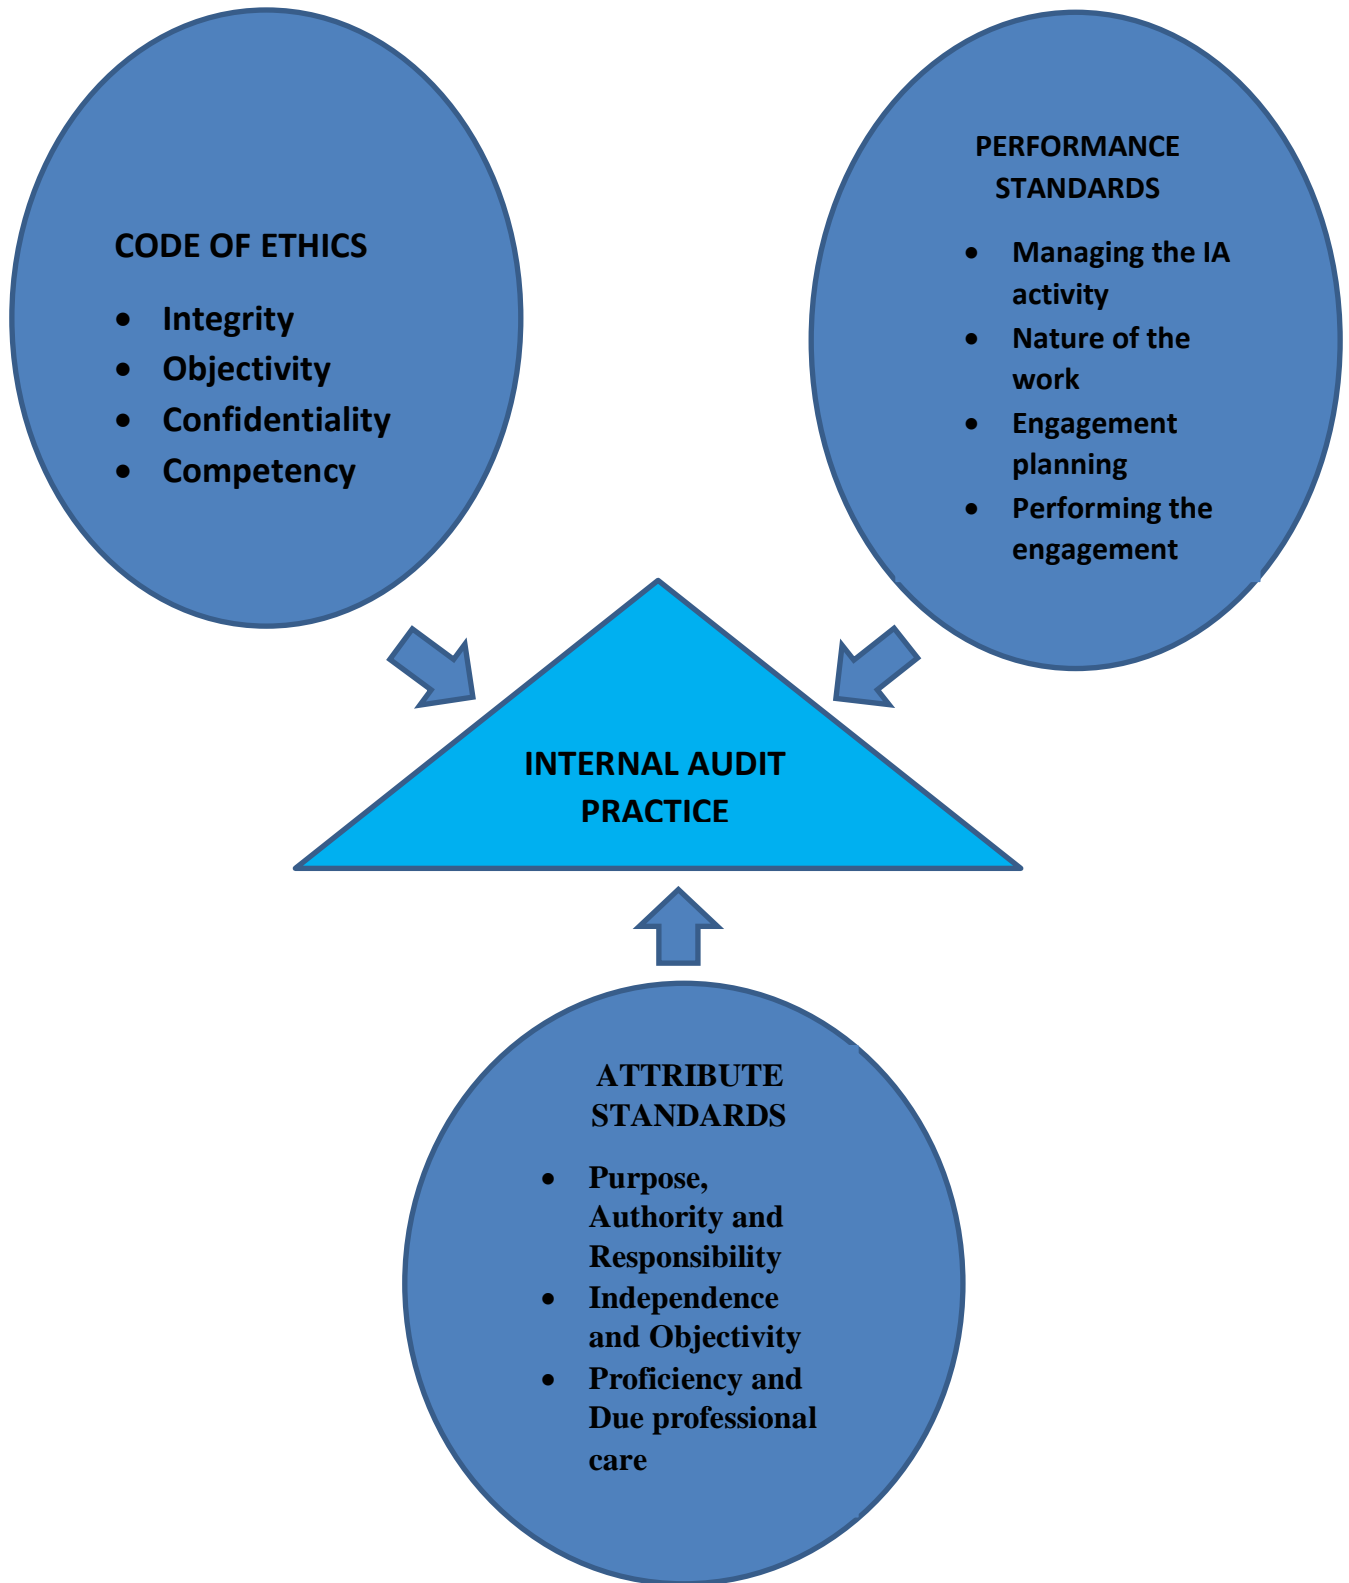 CODE OF ETHICS
• Integrity
• Objectivity
• Confidentiality
• Competency
PERFORMANCE
STANDARDS
• Managing the IA
activity
• Nature of the
work
• Engagement
planning
• Performing the
engagement
INTERNAL AUDIT
PRACTICE
ATTRIBUTE
STANDARDS
• Purpose,
Authority and
Responsibility
• Independence
and Objectivity
• Proficiency and
Due professional
care